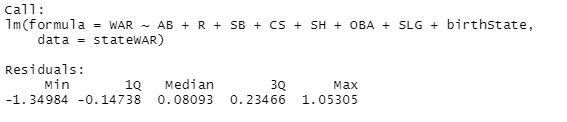 Call:
lm(formula = WAR ~ AB + R + SB + CS + SH + OBA + SLG + birthState,
data = stateWAR)
Residuals:
Min 1Q Median 3Q Max
-1.34984 -0.14738 0.08093 0.23466 1.05305